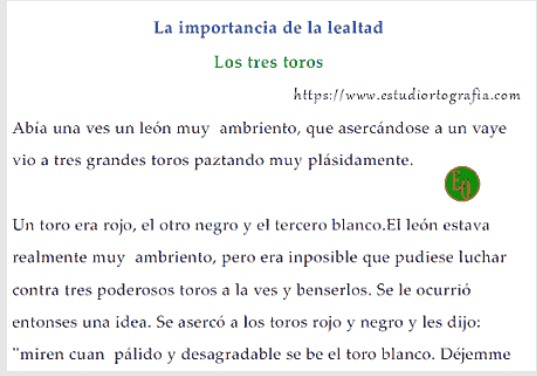 La importancia de la lealtad
Los tres toros
https://www.estudiortografia.com
Abía una ves un león muy  ambriento, que asercándose a un vaye
vio a tres grandes toros paztando muy plásidamente.
EO
Un toro era rojo, el otro negro y el tercero blanco.El león estava
realmente muy  ambriento, pero era inposible que pudiese luchar
contra tres poderosos toros a la ves y benserlos. Se le ocurrió
entonses una idea. Se asercó a los toros rojo y negro y les dijo:
"miren cuan  pálido y desagradable se be el toro blanco. Déjemme